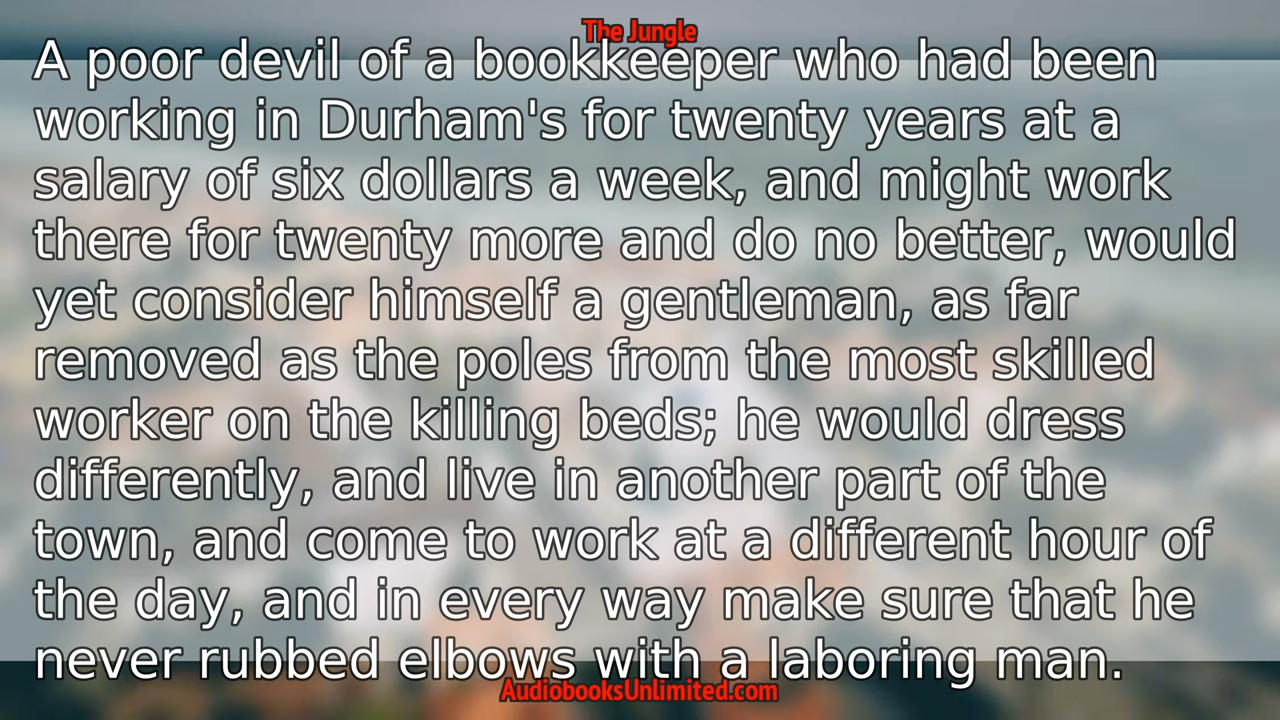 The Jungle
A poor devil of a bookkeeper who had been
working in Durham's for twenty years at a
salary of six dollars a week, and might work
there for twenty more and do no better, would
yet consider himself a gentleman, as far
removed as the poles from the most skilled
worker on the killing beds; he would dress
differently, and live in another part of the
town, and come to work at a different hour of
the day, and in every way make sure that he
never rubbed elbows with a laboring man.
AudiobooksUnlimited.com